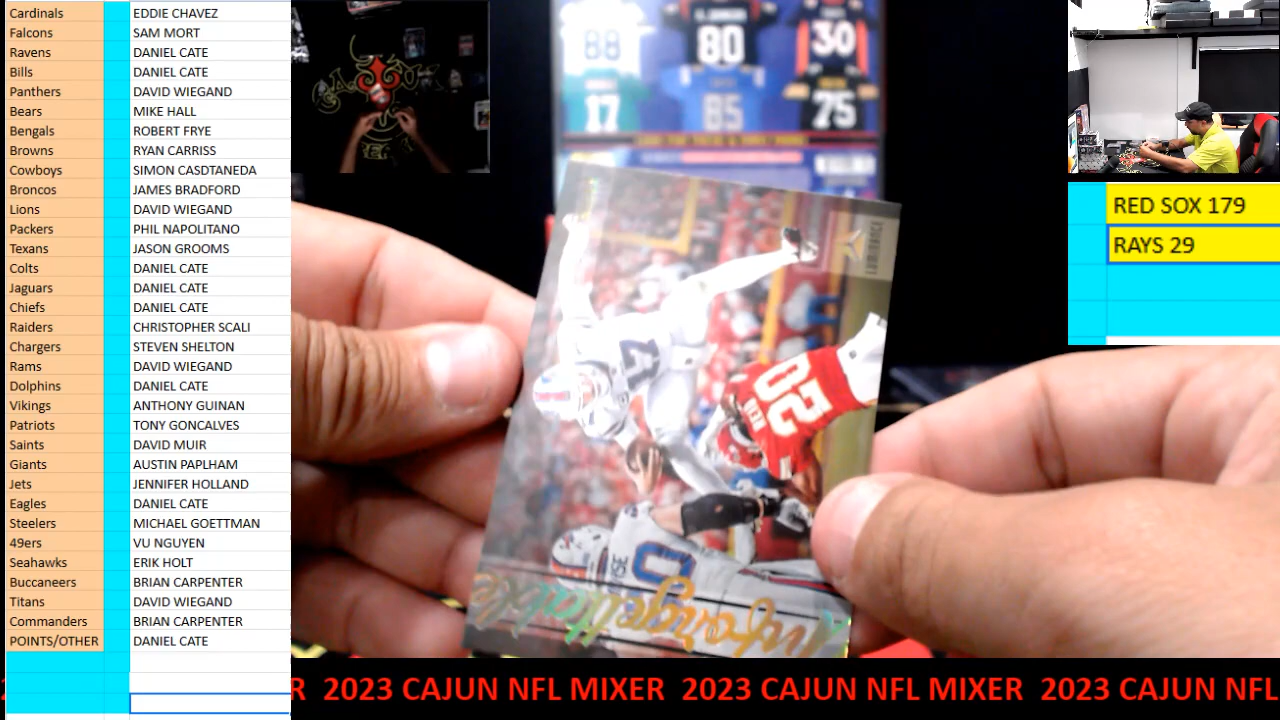 Cardinals EDDIE CHAVEZ
Falcons SAM MORT
Ravens DANIEL CATE
Bills DANIEL CATE
Panthers DAVID WIEGAND
Bears MIKE HALL
Bengals ROBERT FRYE
Browns RYAN CARRISS
Cowboys SIMON CASDTANEDA
Broncos JAMES BRADFORD
Lions DAVID WIEGAND
Packers PHIL NAPOLITANO
Texans JASON GROOMS
Colts DANIEL CATE
Jaguars DANIEL CATE
Chiefs DANIEL CATE
Raiders CHRISTOPHER SCALI
Chargers STEVEN SHELTON
Rams DAVID WIEGAND
Dolphins DANIEL CATE
Vikings ANTHONY GUINAN
Patriots TONY GONCALVES
Saints DAVID MUIR
Giants AUSTIN PAPLHAM
Jets JENNIFER HOLLAND
Eagles DANIEL CATE
Steelers MICHAEL GOETTMAN
49ers VU NGUYEN
Seahawks ERIK HOLT
Buccaneers BRIAN CARPENTER
Titans DAVID WIEGAND
Commanders BRIAN CARPENTER
POINTS/OTHER DANIEL CATE
88 80 30
17 85 75
LUMINANCE
20
REID
17
0
Unforgettable
RED SOX 179
RAYS 29
R 2023 CAJUN NFL MIXER 2023 CAJUN NFL MIXER 2023 CAJUN NFL